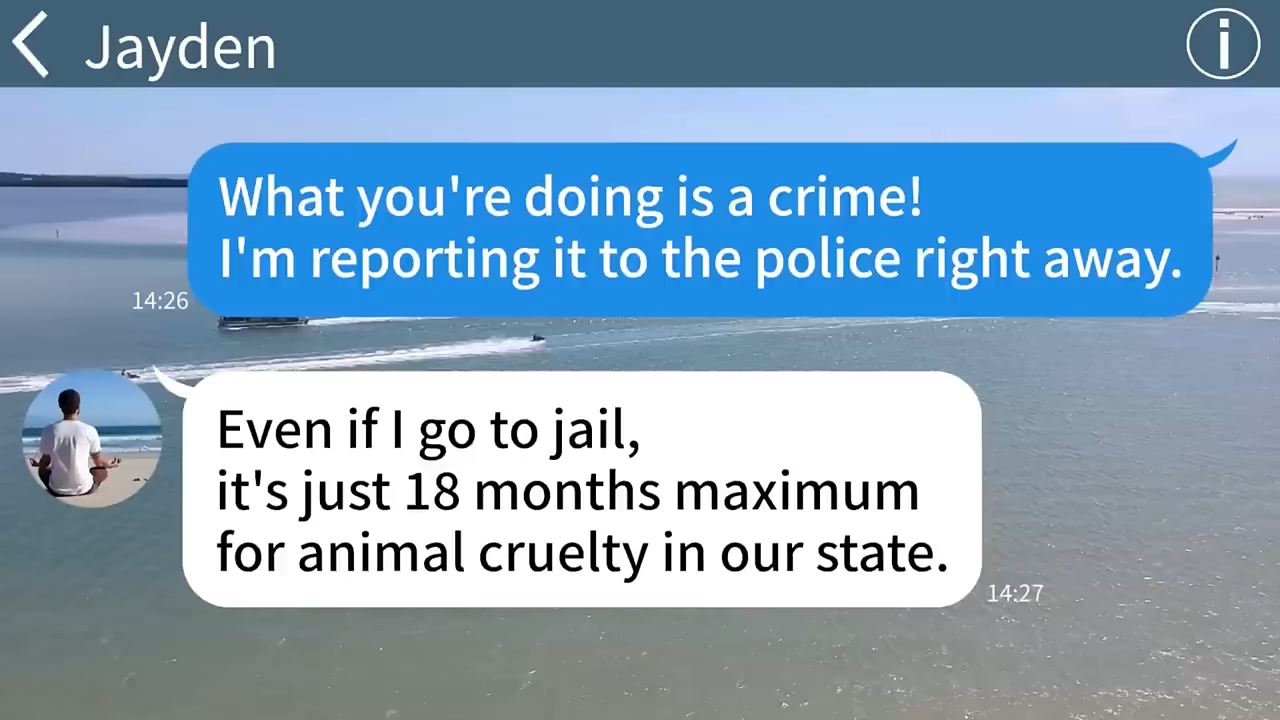 Jayden
What you're doing is a crime!
I'm reporting it to the police right away.
14:26
Even if I go to jail,
it's just 18 months maximum
for animal cruelty in our state.
14:27